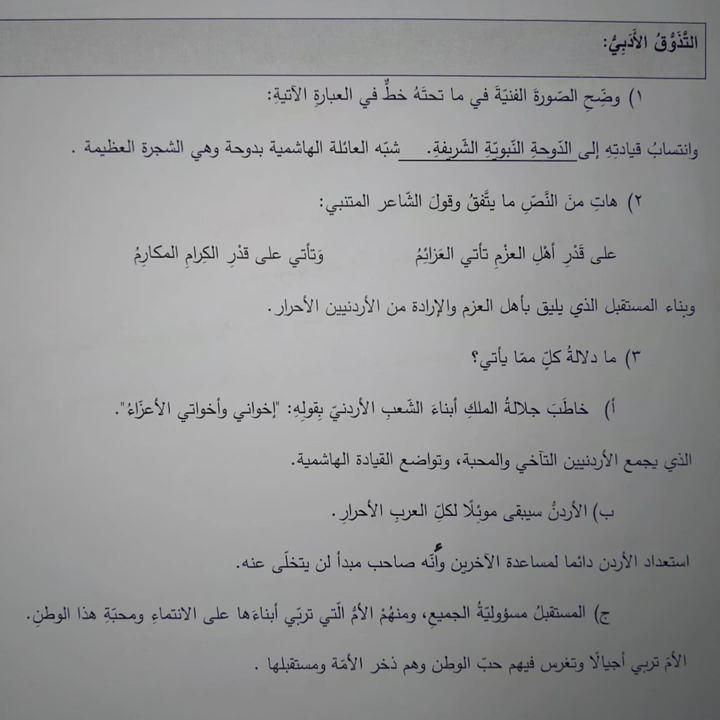 التَّذَوُّقُ الأَدَبِيُّ:
١) وضِّحِ الصّورةَ الفنيّةَ في ما تحتَهُ خطٌّ في العبارةِ الآتيةِ:
وانتسابُ قيادتِهِ إلى الدّوحةِ النّبويّةِ الشّريفةِ. شبّه العائلة الهاشمية بدوحة وهي الشجرة العظيمة .
٢) هاتِ منَ النَّصِّ ما يتَّفقُ وقولَ الشّاعر المتنبي:
على قَدْرِ أهْلِ العزْمِ تأتي العَزائِمُ وَتأتي على قدْرِ الكِرامِ المكارِمُ
وبناء المستقبل الذي يليق بأهل العزم والإرادة من الأردنيين الأحرار.
٣) ما دلالةُ كلٍّ ممّا يأتي؟
أ) خاطَبَ جلالةُ الملكِ أبناءَ الشّعبِ الأردنيّ بِقولِهِ: "إخواني وأخواتي الأعزّاءُ".
الذي يجمع الأردنيين التآخي والمحبة، وتواضع القيادة الهاشمية.
ب) الأردنُّ سيبقى موئِلًا لكلِّ العربِ الأحرارِ.
استعداد الأردن دائما لمساعدة الآخرين وأنّه صاحب مبدأ لن يتخلّى عنه.
ج) المستقبلُ مسؤوليّةُ الجميعِ، ومنهُمْ الأمُّ الّتي تربّي أبناءَها على الانتماءِ ومحبّةِ هذا الوطنِ.
الأمّ تربي أجيالًا وتغرس فيهم حبّ الوطن وهم ذخر الأمّة ومستقبلها .